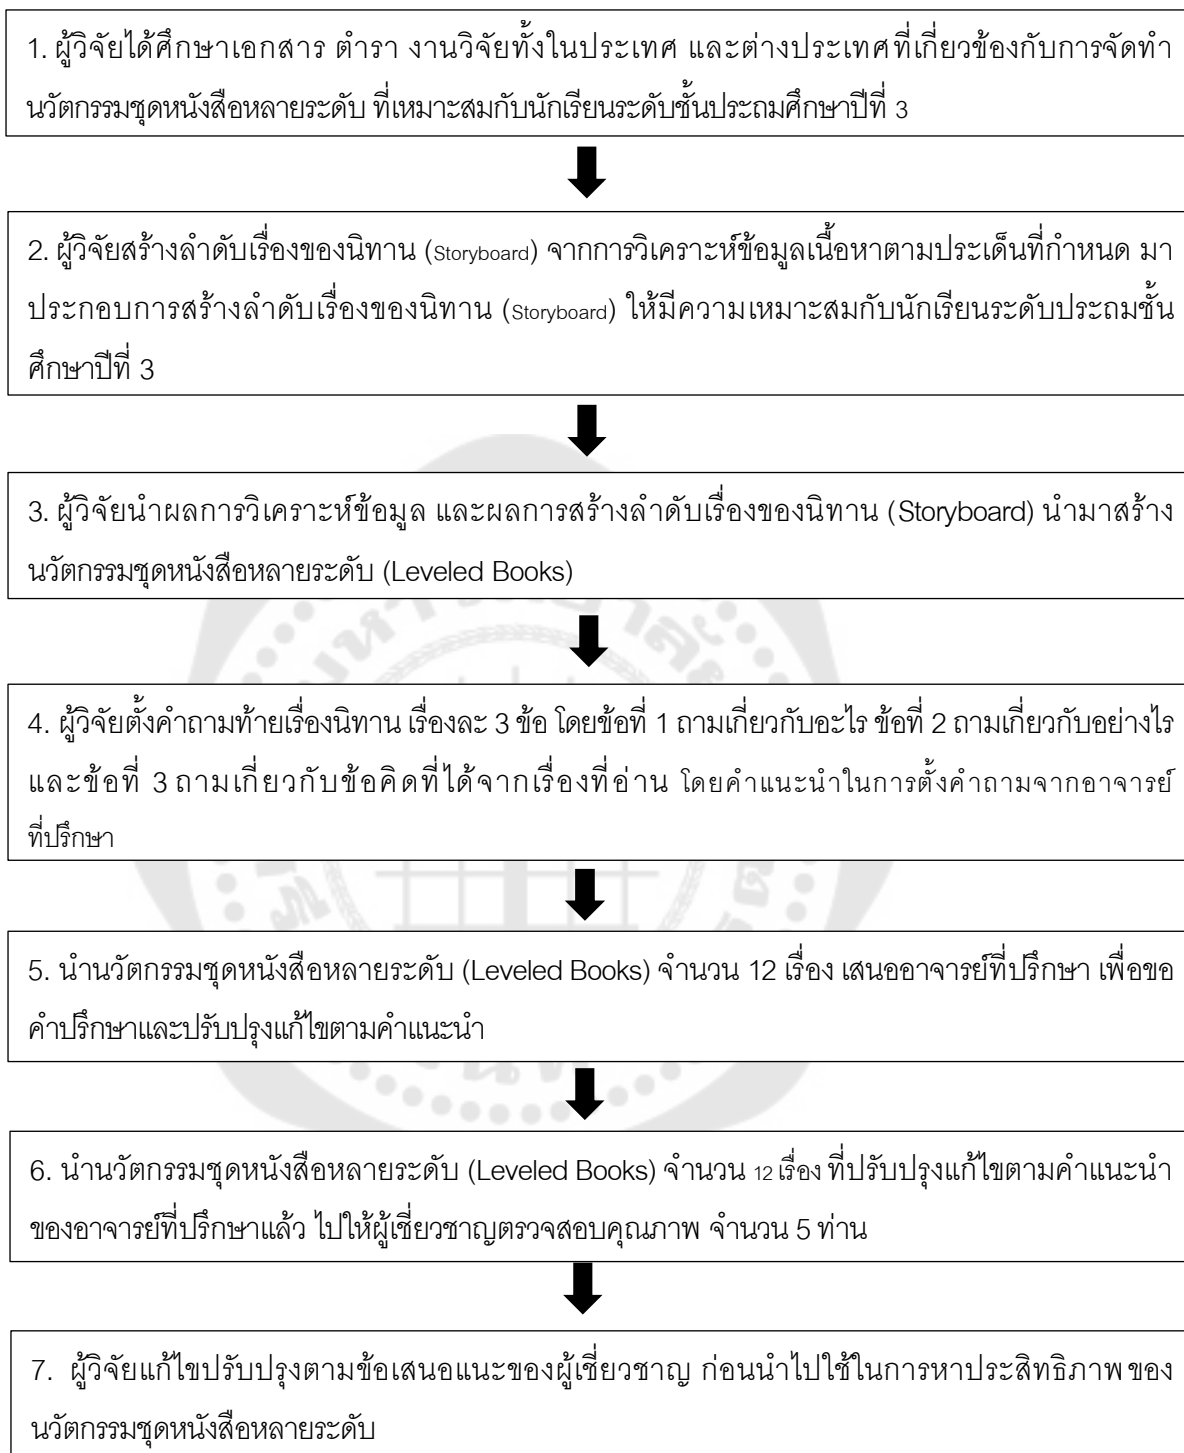 1. ผู้วิจัยได้ศึกษาเอกสาร ตำรา งานวิจัยทั้งในประเทศ และต่างประเทศที่เกี่ยวข้องกับการจัดทำ
นวัตกรรมชุดหนังสือหลายระดับ ที่เหมาะสมกับนักเรียนระดับชั้นประถมศึกษาปีที่ 3
2. ผู้วิจัยสร้างลำดับเรื่องของนิทาน (Storyboard) จากการวิเคราะห์ข้อมูลเนื้อหาตามประเด็นที่กำหนด มา
ประกอบการสร้างลำดับเรื่องของนิทาน (Storyboard) ให้มีความเหมาะสมกับนักเรียนระดับประถมชั้น
ศึกษาปีที่ 3
3. ผู้วิจัยนำผลการวิเคราะห์ข้อมูล และผลการสร้างลำดับเรื่องของนิทาน (Storyboard) นำมาสร้าง
นวัตกรรมชุดหนังสือหลายระดับ (Leveled Books)
4. ผู้วิจัยตั้งคำถามท้ายเรื่องนิทาน เรื่องละ 3 ข้อ โดยข้อที่ 1 ถามเกี่ยวกับอะไร ข้อที่ 2 ถามเกี่ยวกับอย่างไร
และข้อที่ 3 ถามเกี่ยวกับข้อคิดที่ได้จากเรื่องที่อ่าน โดยคำแนะนำในการตั้งคำถามจากอาจารย์
ที่ปรึกษา
5. นำนวัตกรรมชุดหนังสือหลายระดับ (Leveled Books) จำนวน 12 เรื่อง เสนออาจารย์ที่ปรึกษา เพื่อขอ
คำปรึกษาและปรับปรุงแก้ไขตามคำแนะนำ
6. นำนวัตกรรมชุดหนังสือหลายระดับ (Leveled Books) จำนวน 12 เรื่อง ที่ปรับปรุงแก้ไขตามคำแนะนำ
ของอาจารย์ที่ปรึกษาแล้ว ไปให้ผู้เชี่ยวชาญตรวจสอบคุณภาพ จำนวน 5 ท่าน
7. ผู้วิจัยแก้ไขปรับปรุงตามข้อเสนอแนะของผู้เชี่ยวชาญ ก่อนนำไปใช้ในการหาประสิทธิภาพของ
นวัตกรรมชุดหนังสือหลายระดับ